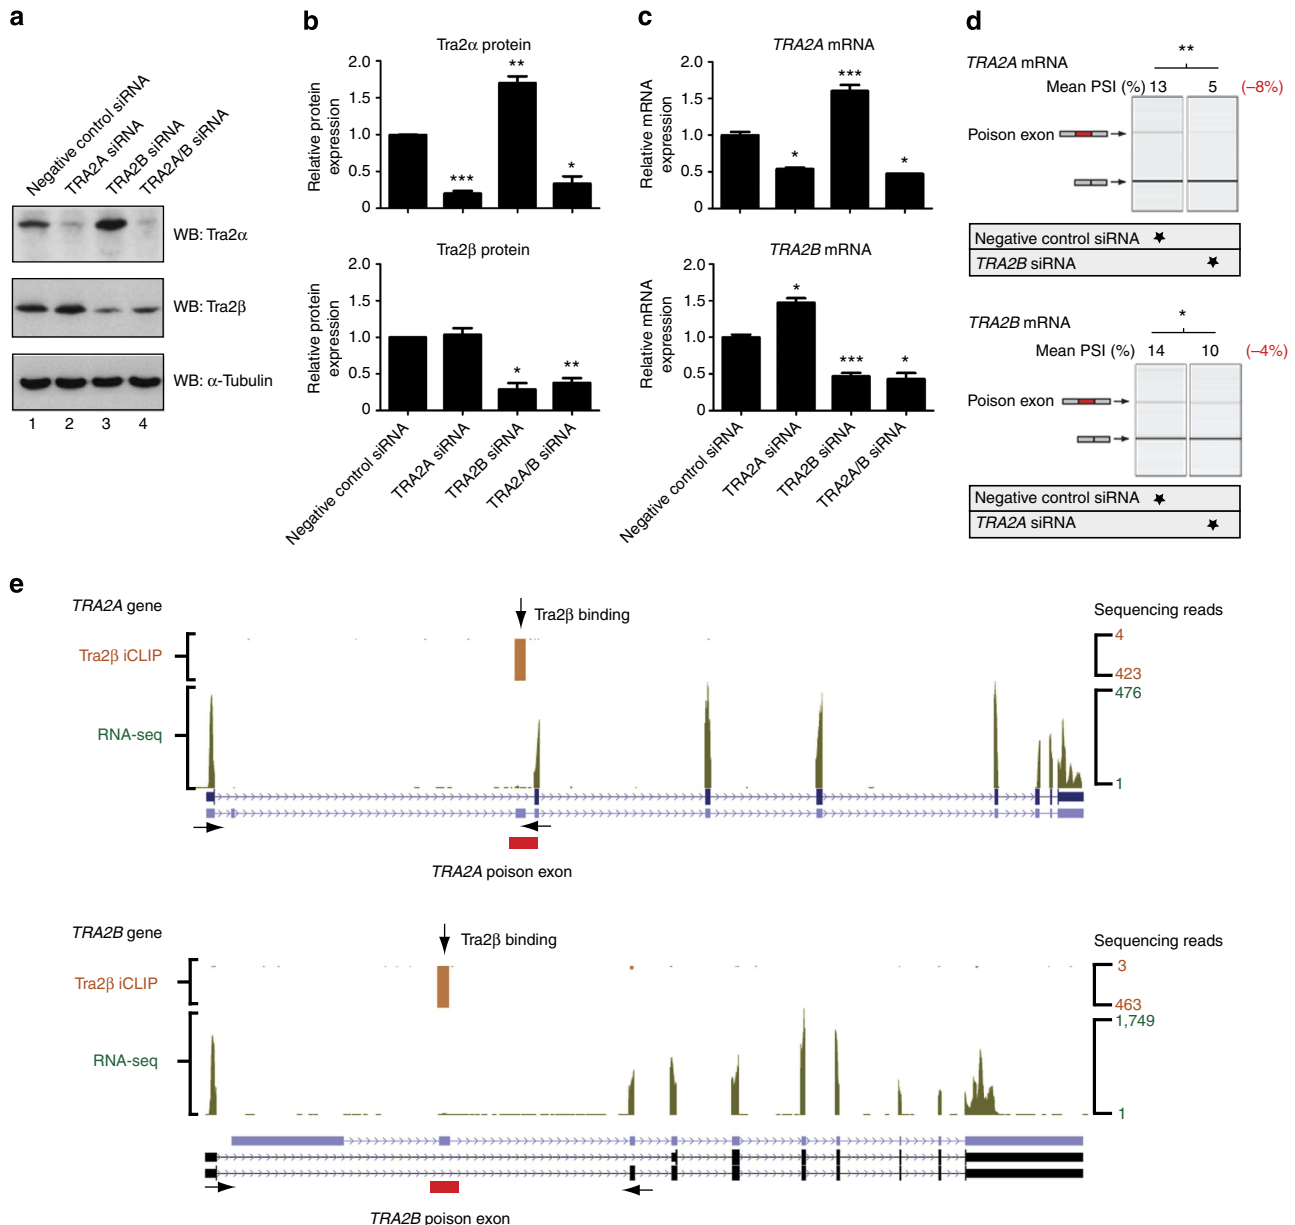 a
Negative control siRNA
TRA2A siRNA
TRA2B siRNA
TRA2A/B siRNA
WB: Tra2α
WB: Tra2β
WB: α-Tubulin
1 2 3 4
b
Tra2α protein
Relative protein expression
2.0
1.0
0.5
0
***
**
*
Tra2β protein
Relative protein expression
2.0
1.0
0.5
0
*
**
Negative control siRNA
TRA2A siRNA
TRA2B siRNA
TRA2A/B siRNA
c
TRA2A mRNA
Relative mRNA expression
2.0
1.5
1.0
0.5
0
*
***
*
TRA2B mRNA
Relative mRNA expression
2.0
1.5
1.0
0.5
0
*
***
*
Negative control siRNA
TRA2A siRNA
TRA2B siRNA
TRA2A/B siRNA
d
**
TRA2A mRNA
Mean PSI (%) 13 5 (–8%)
Poison exon
Negative control siRNA
TRA2B siRNA
*
TRA2B mRNA
Mean PSI (%) 14 10 (–4%)
Poison exon
Negative control siRNA
TRA2A siRNA
e
TRA2A gene
Tra2β binding
Sequencing reads
Tra2β iCLIP
4
423
RNA-seq
476
1
TRA2A poison exon
TRA2B gene
Tra2β binding
Sequencing reads
Tra2β iCLIP
3
463
RNA-seq
1,749
1
TRA2B poison exon